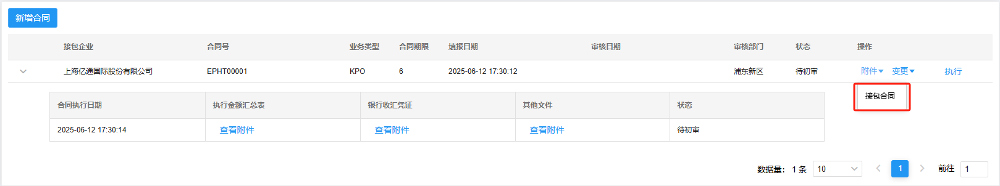 新增合同
接包企业 合同号 业务类型 合同期限 填报日期 审核日期 审核部门 状态 操作
上海亿通国际股份有限公司 EPHT00001 KPO 6 2025-06-12 17:30:12 浦东新区 待初审 附件 变更 执行
接包合同
合同执行日期 执行金额汇总表 银行收汇凭证 其他文件 状态
2025-06-12 17:30:14 查看附件 查看附件 查看附件 待初审
数据量： 1 条 10 1 前往 1